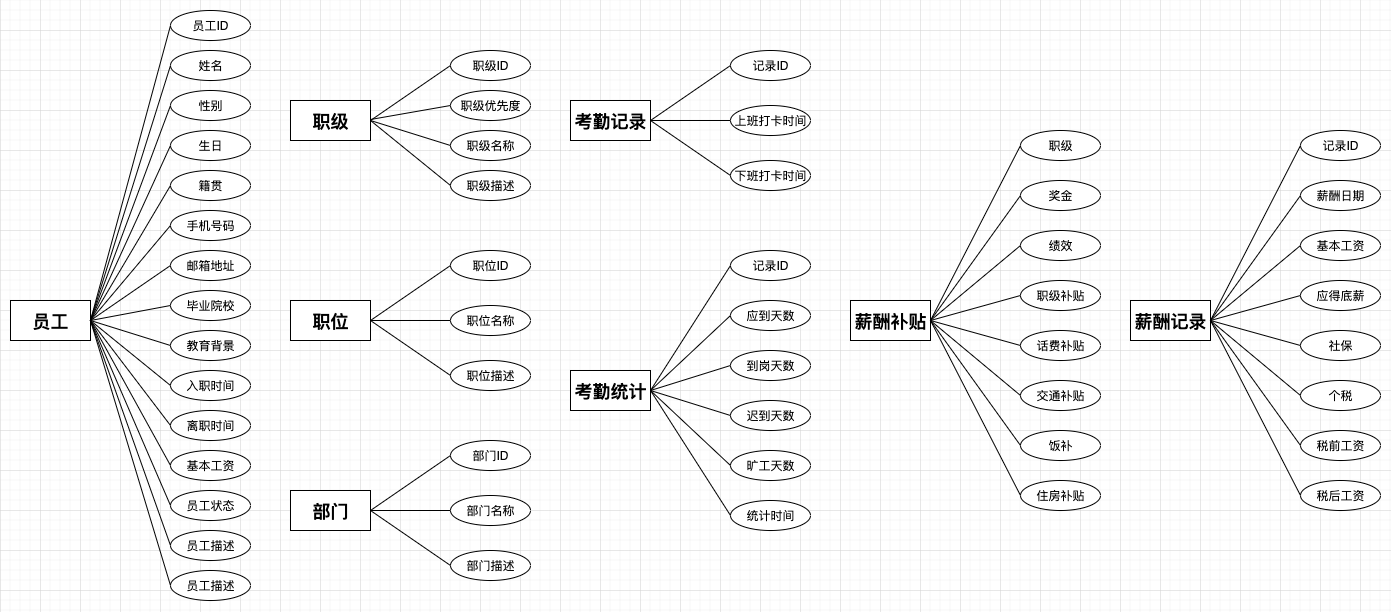 员工
员工ID
姓名
性别
生日
籍贯
手机号码
邮箱地址
毕业院校
教育背景
入职时间
离职时间
基本工资
员工状态
员工描述
员工描述
职级
职级ID
职级优先度
职级名称
职级描述
职位
职位ID
职位名称
职位描述
部门
部门ID
部门名称
部门描述
考勤记录
记录ID
上班打卡时间
下班打卡时间
考勤统计
记录ID
应到天数
到岗天数
迟到天数
旷工天数
统计时间
薪酬补贴
职级
奖金
绩效
职级补贴
话费补贴
交通补贴
饭补
住房补贴
薪酬记录
记录ID
薪酬日期
基本工资
应得底薪
社保
个税
税前工资
税后工资